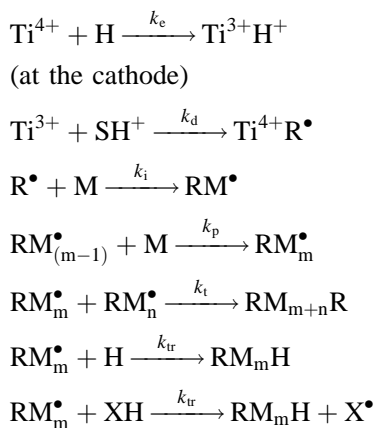 Ti⁴⁺ + H —kₑ→ Ti³⁺H⁺
(at the cathode)
Ti³⁺ + SH⁺ —k_d→ Ti⁴⁺R•
R• + M —kᵢ→ RM•
RM•₍ₘ₋₁₎ + M —kₚ→ RM•ₘ
RM•ₘ + RM•ₙ —kₜ→ RMₘ₊ₙR
RM•ₘ + H —kₜᵣ→ RMₘH
RM•ₘ + XH —kₜᵣ→ RMₘH + X•